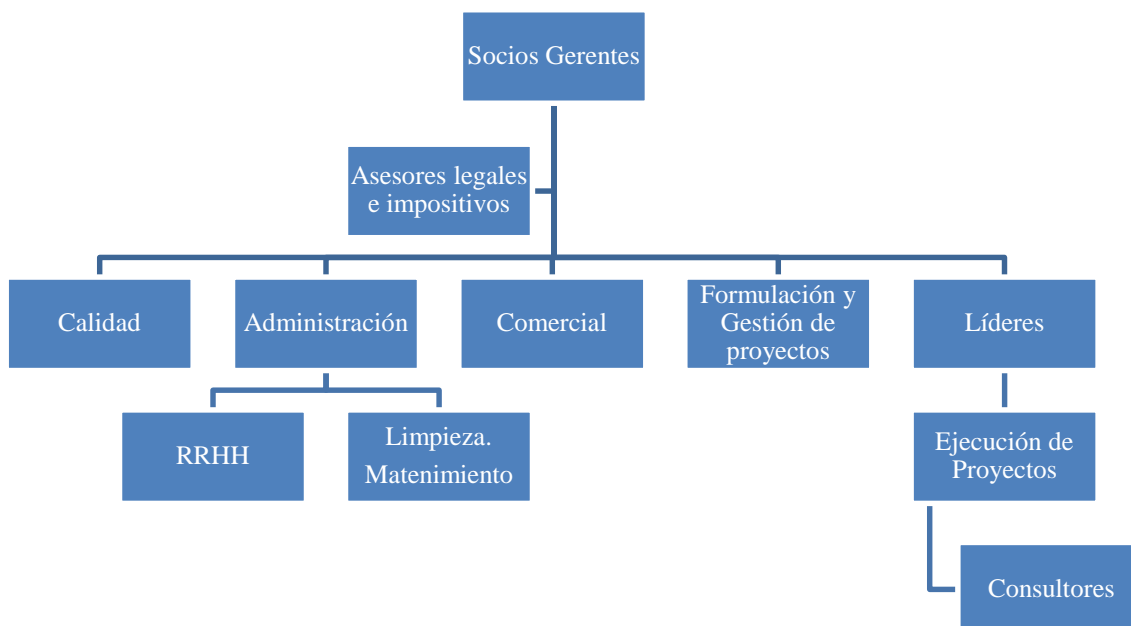 Socios Gerentes
Asesores legales
e impositivos
Calidad
Administración
Comercial
Formulación y
Gestión de
proyectos
Líderes
RRHH
Limpieza.
Matenimiento
Ejecución de
Proyectos
Consultores